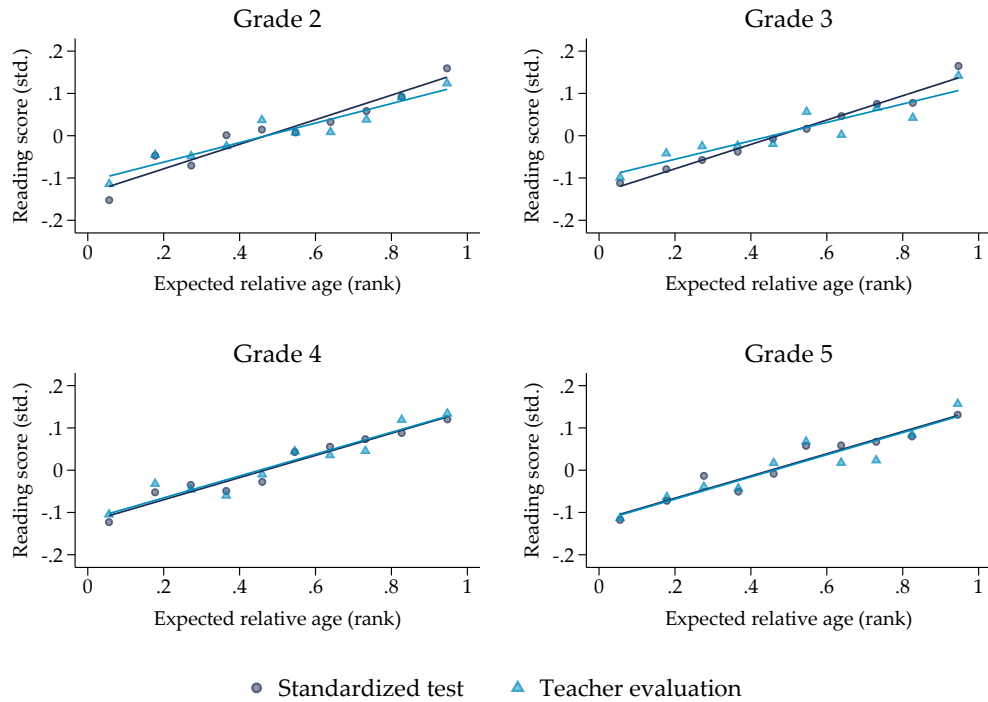 Grade 2
Reading score (std.)
.2
.1
0
-.1
-.2
0 .2 .4 .6 .8 1
Expected relative age (rank)
Grade 3
Reading score (std.)
.2
.1
0
-.1
-.2
0 .2 .4 .6 .8 1
Expected relative age (rank)
Grade 4
Reading score (std.)
.2
.1
0
-.1
-.2
0 .2 .4 .6 .8 1
Expected relative age (rank)
Grade 5
Reading score (std.)
.2
.1
0
-.1
-.2
0 .2 .4 .6 .8 1
Expected relative age (rank)
Standardized test Teacher evaluation